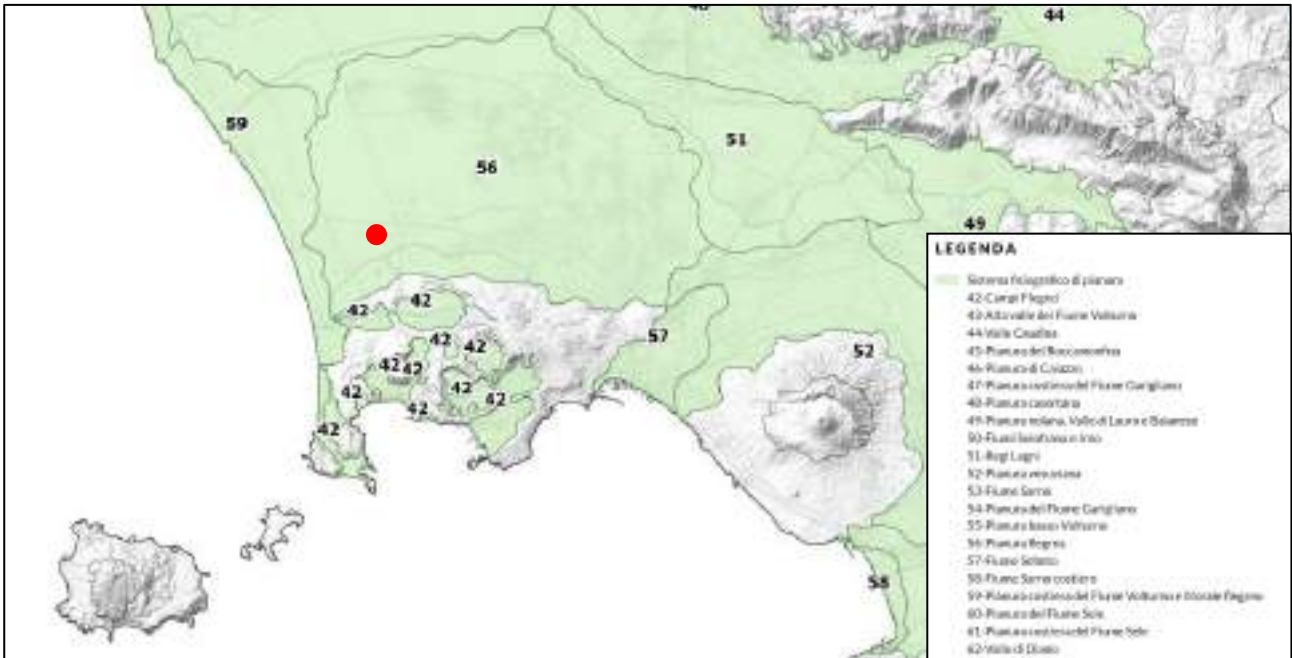 44
59
51
56
49
42
42
57
42
42
52
42
42
42
42
42
42
42
58
LEGENDA
Sistema fisiografico di pianura
42-Campi Flegrei
43-Alta valle del Fiume Volturno
44-Valle Caudina
45-Pianura del Roccamonfina
46-Pianura di Caiazzo
47-Pianura costiera del Fiume Garigliano
48-Pianura casertana
49-Pianura nolana, Vallo di Lauro e Baianese
50-Fiumi Solofrana e Irno
51-Regi Lagni
52-Pianura vesuviana
53-Fiume Sarno
54-Pianura del Fiume Garigliano
55-Pianura basso Volturno
56-Pianura flegrea
57-Fiume Sebeto
58-Fiume Sarno costiero
59-Pianura costiera del Fiume Volturno e litorale flegreo
60-Pianura del Fiume Sele
61-Pianura costiera del Fiume Sele
62-Vallo di Diano